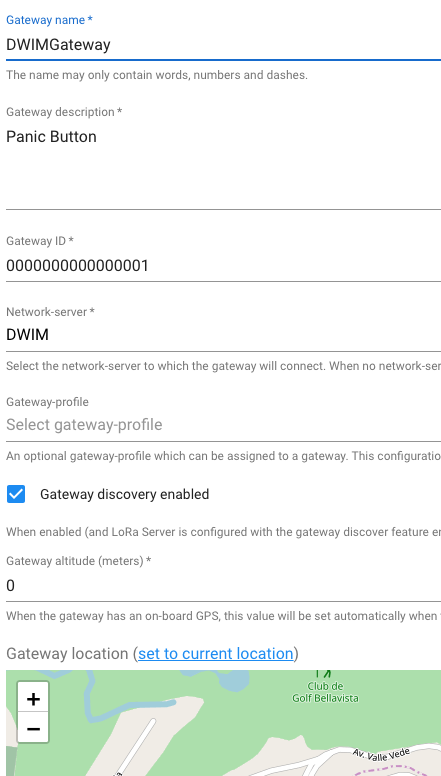 Gateway name *
DWIMGateway
The name may only contain words, numbers and dashes.
Gateway description *
Panic Button
Gateway ID *
0000000000000001
Network-server *
DWIM
Select the network-server to which the gateway will connect. When no network-ser
Gateway-profile
Select gateway-profile
An optional gateway-profile which can be assigned to a gateway. This configuratio
Gateway discovery enabled
When enabled (and LoRa Server is configured with the gateway discover feature en
Gateway altitude (meters) *
0
When the gateway has an on-board GPS, this value will be set automatically when
Gateway location (set to current location)
+
−
Club de
Golf Bellavista
Av. Valle Vede